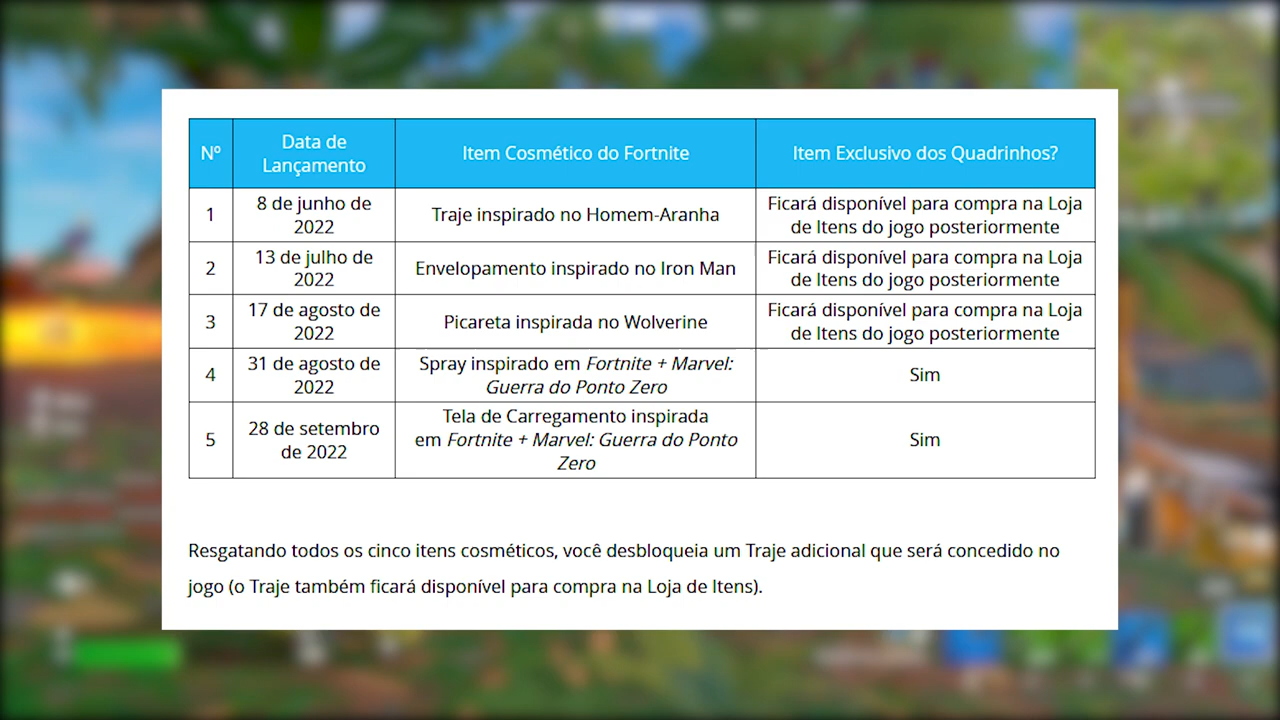 Nº
Data de
Lançamento
Item Cosmético do Fortnite
Item Exclusivo dos Quadrinhos?
1
8 de junho de
2022
Traje inspirado no Homem-Aranha
Ficará disponível para compra na Loja
de Itens do jogo posteriormente
2
13 de julho de
2022
Envelopamento inspirado no Iron Man
Ficará disponível para compra na Loja
de Itens do jogo posteriormente
3
17 de agosto de
2022
Picareta inspirada no Wolverine
Ficará disponível para compra na Loja
de Itens do jogo posteriormente
4
31 de agosto de
2022
Spray inspirado em Fortnite + Marvel:
Guerra do Ponto Zero
Sim
5
28 de setembro
de 2022
Tela de Carregamento inspirada
em Fortnite + Marvel: Guerra do Ponto
Zero
Sim
Resgatando todos os cinco itens cosméticos, você desbloqueia um Traje adicional que será concedido no
jogo (o Traje também ficará disponível para compra na Loja de Itens).